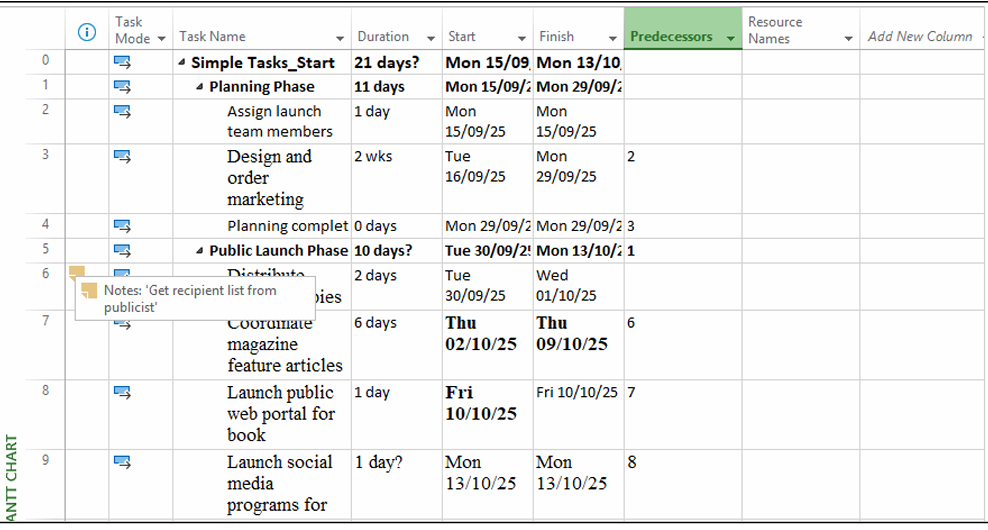 Task
Mode
Task Name
Duration
Start
Finish
Predecessors
Resource
Names
Add New Column
0 Simple Tasks_Start 21 days? Mon 15/09, Mon 13/10,
1 Planning Phase 11 days Mon 15/09/2 Mon 29/09/2
2 Assign launch 1 day Mon Mon
team members 15/09/25 15/09/25
3 Design and 2 wks Tue Mon 2
order 16/09/25 29/09/25
marketing
4 Planning complet 0 days Mon 29/09/2 Mon 29/09/2 3
5 Public Launch Phase 10 days? Tue 30/09/2! Mon 13/10/2 1
6 Distribute 2 days Tue Wed
pies 30/09/25 01/10/25
Notes: 'Get recipient list from
publicist'
7 Coordinate 6 days Thu Thu 6
magazine 02/10/25 09/10/25
feature articles
8 Launch public 1 day Fri Fri 10/10/25 7
web portal for 10/10/25
book
9 Launch social 1 day? Mon Mon 8
media 13/10/25 13/10/25
programs for
ANTT CHART